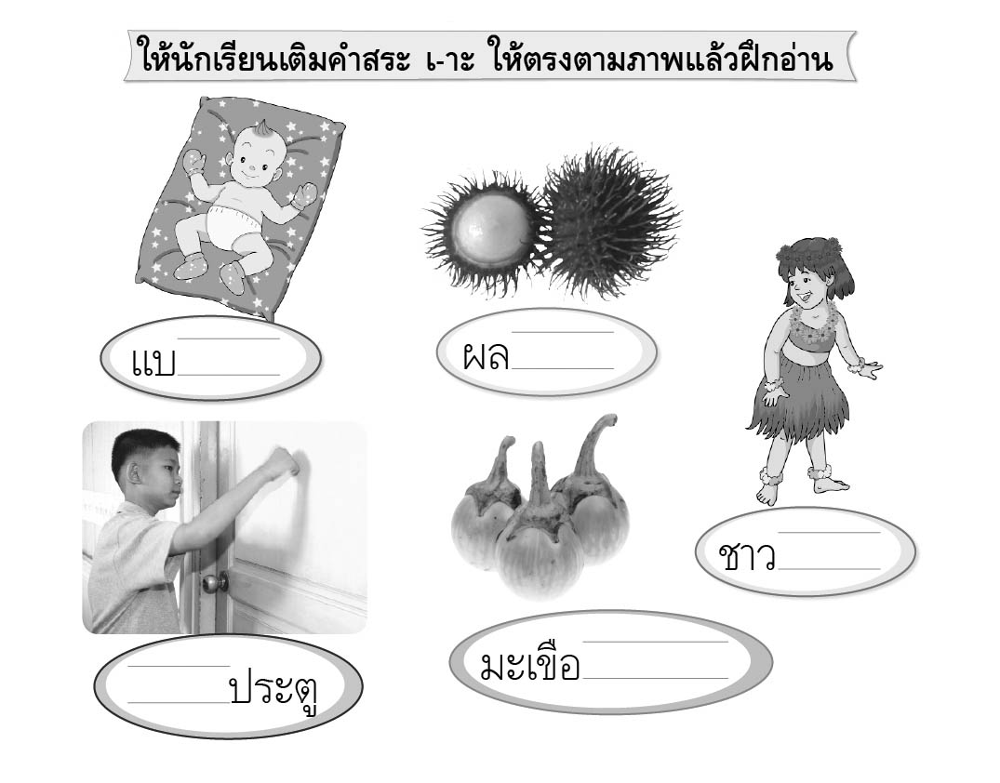 ให้นักเรียนเติมคำสระ เ-าะ ให้ตรงตามภาพแล้วฝึกอ่าน
แบ
ผล
ชาว
ประตู
มะเขือ